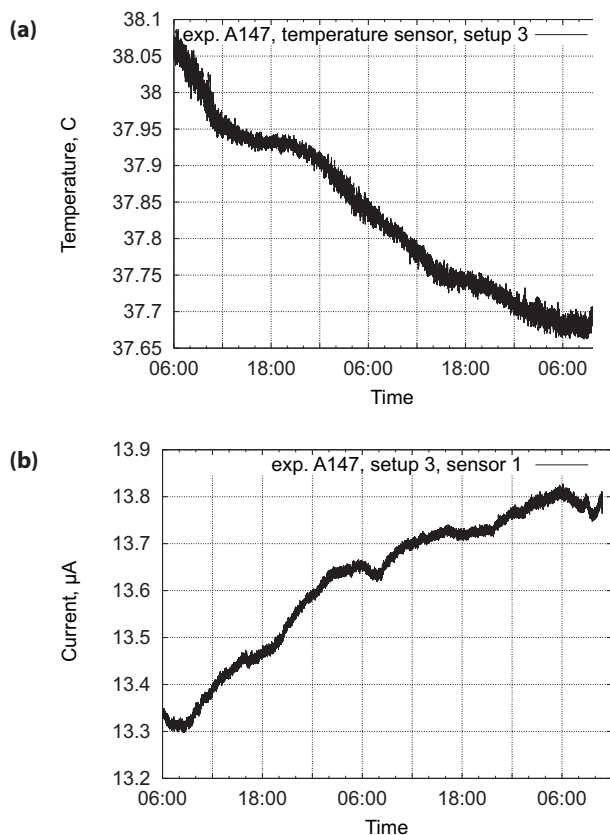 (a)
exp. A147, temperature sensor, setup 3
38.1
38.05
38
37.95
37.9
37.85
37.8
37.75
37.7
37.65
Temperature, C
06:00 18:00 06:00 18:00 06:00
Time
(b)
exp. A147, setup 3, sensor 1
13.9
13.8
13.7
13.6
13.5
13.4
13.3
13.2
Current, µA
06:00 18:00 06:00 18:00 06:00
Time